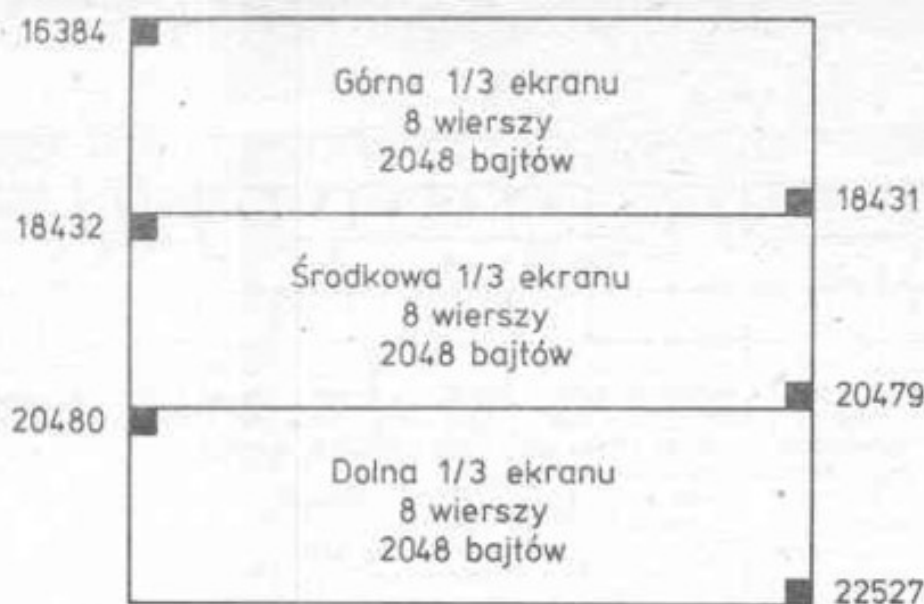 16384
Górna 1/3 ekranu
8 wierszy
2048 bajtów
18431
18432
Środkowa 1/3 ekranu
8 wierszy
2048 bajtów
20479
20480
Dolna 1/3 ekranu
8 wierszy
2048 bajtów
22527